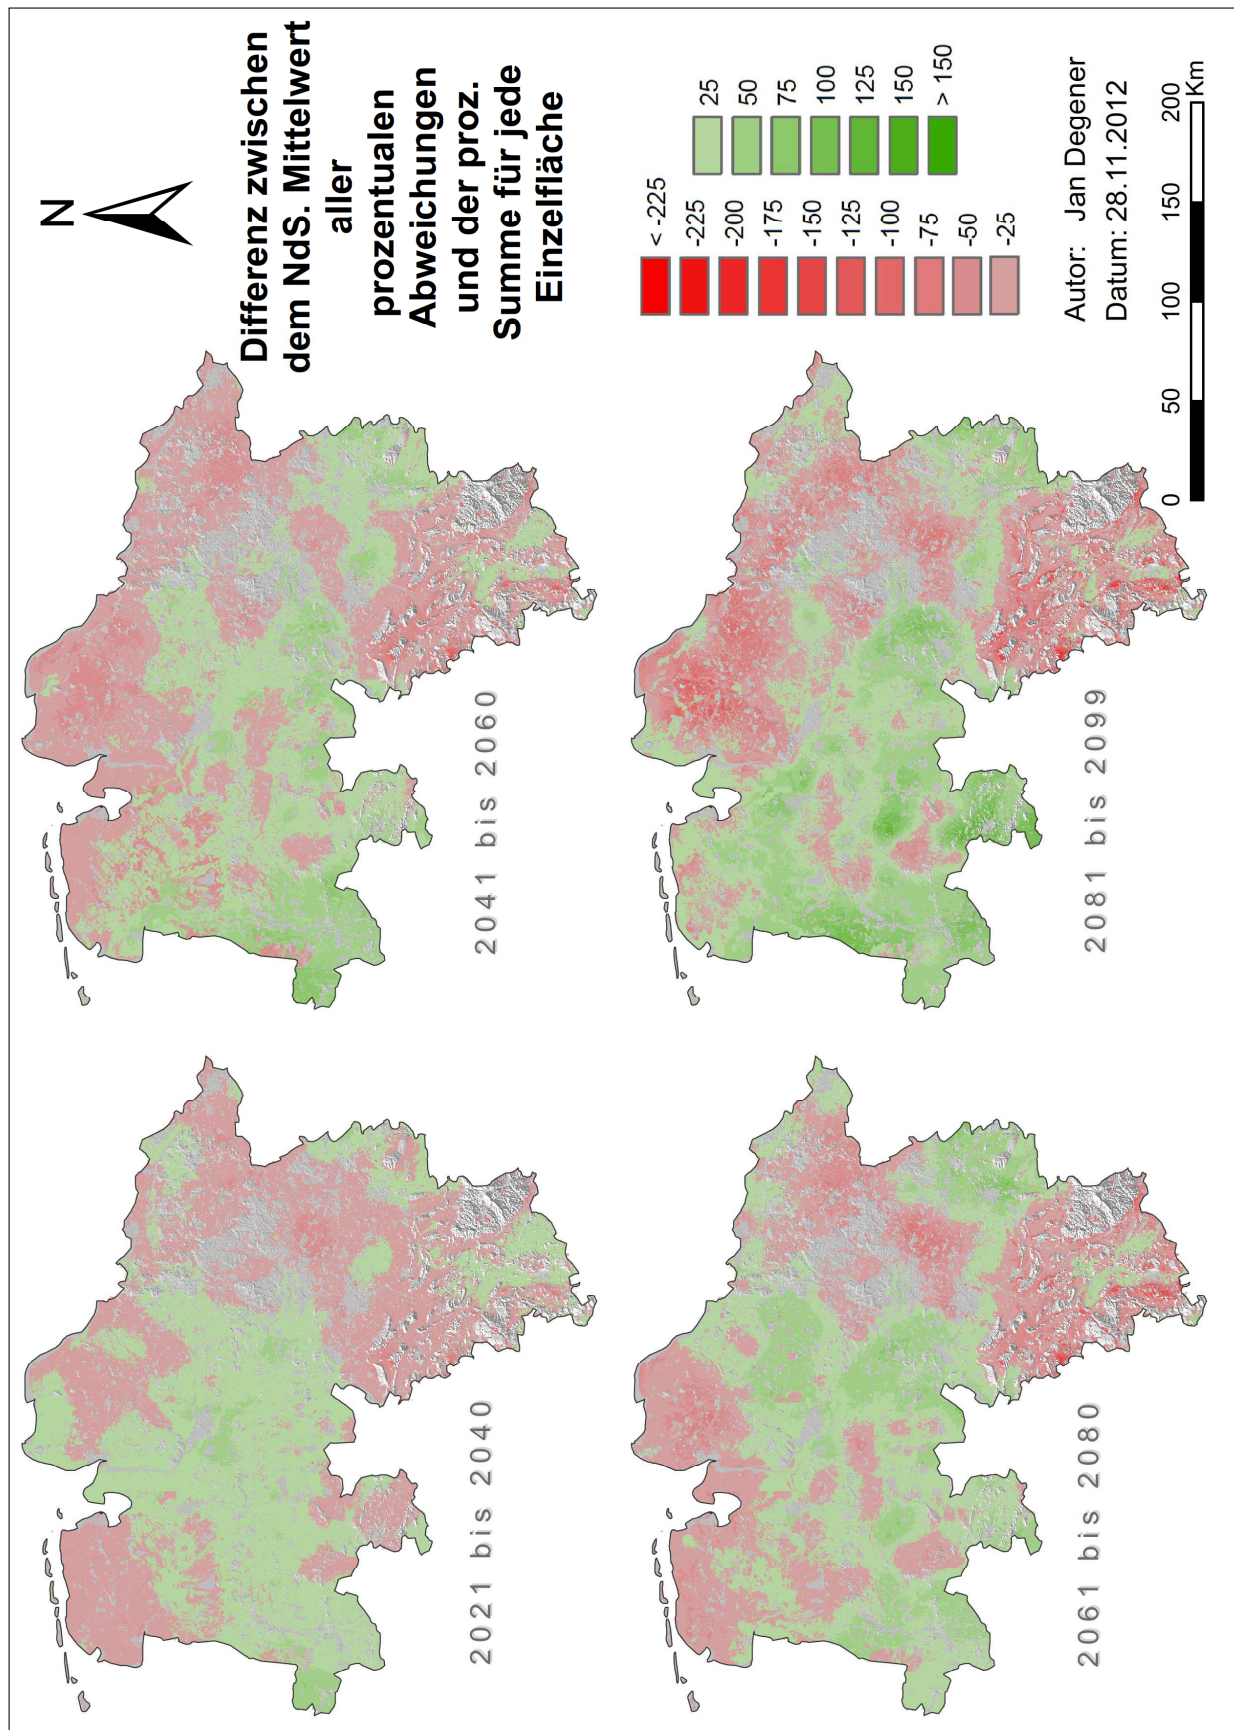 N
Differenz zwischen
dem NdS. Mittelwert
aller
prozentualen
Abweichungen
und der proz.
Summe für jede
Einzelfläche
2021 bis 2040
2041 bis 2060
2061 bis 2080
2081 bis 2099
< -225
-225
-200
-175
-150
-125
-100
-75
-50
-25
25
50
75
100
125
150
> 150
Autor: Jan Degener
Datum: 28.11.2012
0 50 100 150 200
Km